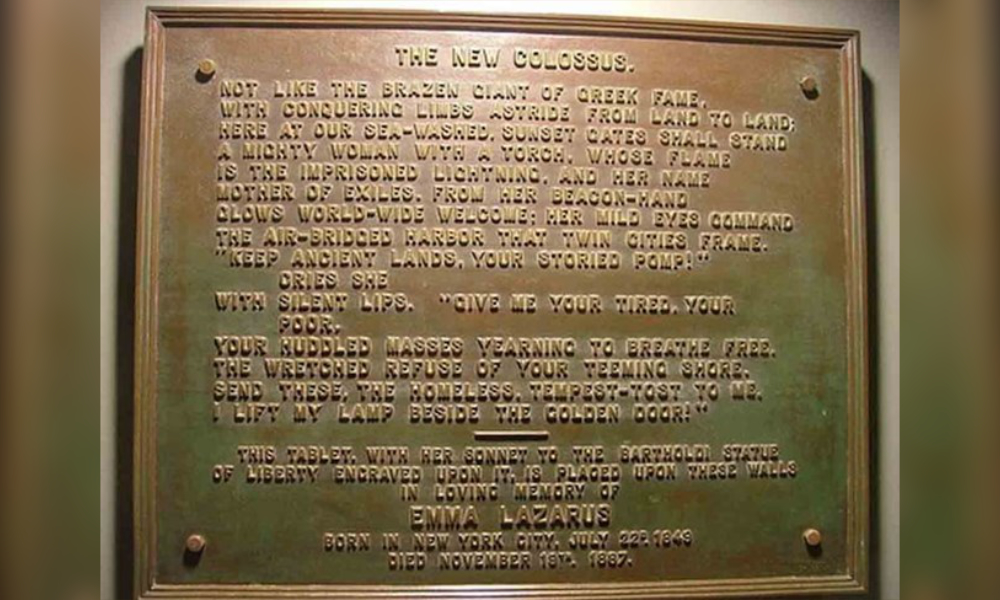 THE NEW COLOSSUS.
NOT LIKE THE BRAZEN GIANT OF GREEK FAME,
WITH CONQUERING LIMBS ASTRIDE FROM LAND TO LAND;
HERE AT OUR SEA-WASHED, SUNSET GATES SHALL STAND
A MIGHTY WOMAN WITH A TORCH, WHOSE FLAME
IS THE IMPRISONED LIGHTNING, AND HER NAME
MOTHER OF EXILES. FROM HER BEACON-HAND
GLOWS WORLD-WIDE WELCOME; HER MILD EYES COMMAND
THE AIR-BRIDGED HARBOR THAT TWIN CITIES FRAME.
"KEEP ANCIENT LANDS, YOUR STORIED POMP!"
CRIES SHE
WITH SILENT LIPS. "GIVE ME YOUR TIRED, YOUR
POOR,
YOUR HUDDLED MASSES YEARNING TO BREATHE FREE,
THE WRETCHED REFUSE OF YOUR TEEMING SHORE,
SEND THESE, THE HOMELESS, TEMPEST-TOST TO ME,
I LIFT MY LAMP BESIDE THE GOLDEN DOOR!"
THIS TABLET, WITH HER SONNET TO THE BARTHOLDI STATUE
OF LIBERTY ENGRAVED UPON IT, IS PLACED UPON THESE WALLS
IN LOVING MEMORY OF
EMMA LAZARUS
BORN IN NEW YORK CITY, JULY 22D, 1849
DIED NOVEMBER 19TH, 1887.